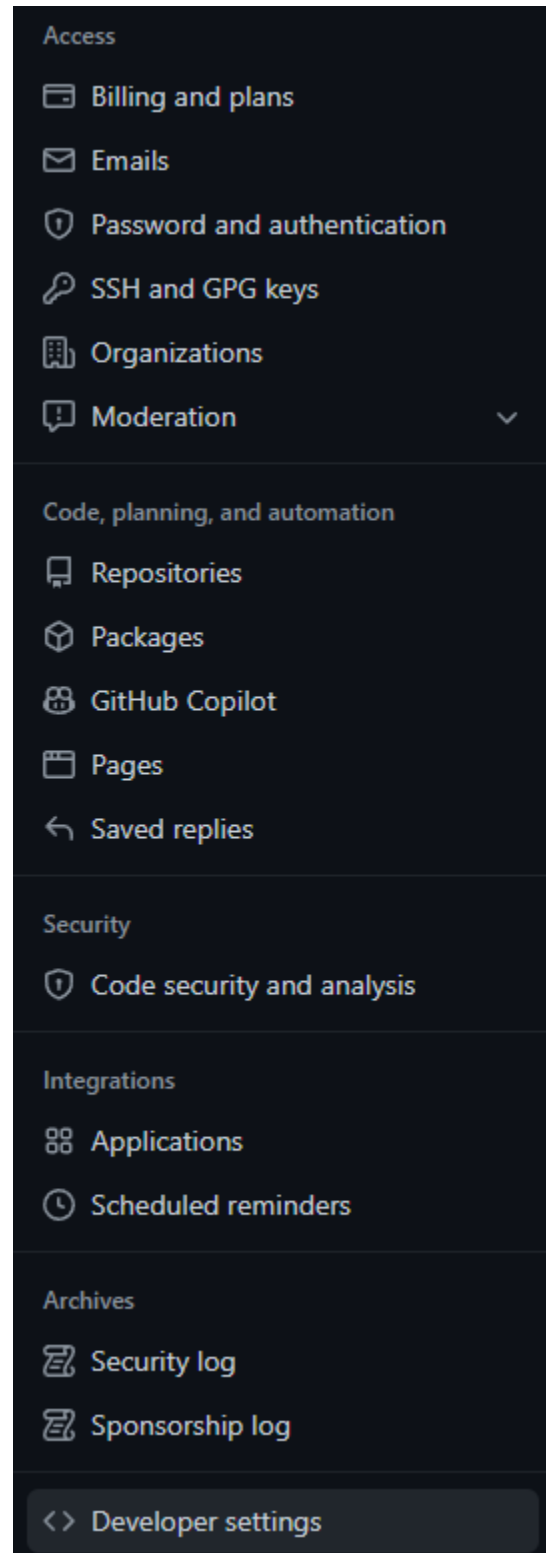 Access
Billing and plans
Emails
Password and authentication
SSH and GPG keys
Organizations
Moderation
Code, planning, and automation
Repositories
Packages
GitHub Copilot
Pages
Saved replies
Security
Code security and analysis
Integrations
Applications
Scheduled reminders
Archives
Security log
Sponsorship log
Developer settings